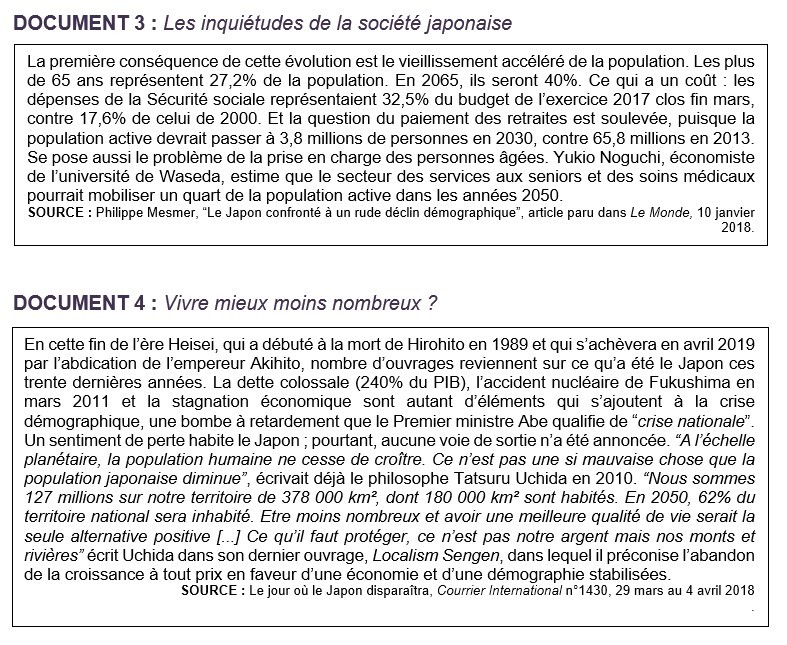 DOCUMENT 3 : Les inquiétudes de la société japonaise
La première conséquence de cette évolution est le vieillissement accéléré de la population. Les plus
de 65 ans représentent 27,2% de la population. En 2065, ils seront 40%. Ce qui a un coût : les
dépenses de la Sécurité sociale représentaient 32,5% du budget de l’exercice 2017 clos fin mars,
contre 17,6% de celui de 2000. Et la question du paiement des retraites est soulevée, puisque la
population active devrait passer à 3,8 millions de personnes en 2030, contre 65,8 millions en 2013.
Se pose aussi le problème de la prise en charge des personnes âgées. Yukio Noguchi, économiste
de l’université de Waseda, estime que le secteur des services aux seniors et des soins médicaux
pourrait mobiliser un quart de la population active dans les années 2050.
SOURCE : Philippe Mesmer, “Le Japon confronté à un rude déclin démographique”, article paru dans Le Monde, 10 janvier
2018.
DOCUMENT 4 : Vivre mieux moins nombreux ?
En cette fin de l’ère Heisei, qui a débuté à la mort de Hirohito en 1989 et qui s’achèvera en avril 2019
par l’abdication de l’empereur Akihito, nombre d’ouvrages reviennent sur ce qu’a été le Japon ces
trente dernières années. La dette colossale (240% du PIB), l’accident nucléaire de Fukushima en
mars 2011 et la stagnation économique sont autant d’éléments qui s’ajoutent à la crise
démographique, une bombe à retardement que le Premier ministre Abe qualifie de “crise nationale”.
Un sentiment de perte habite le Japon ; pourtant, aucune voie de sortie n’a été annoncée. “A l’échelle
planétaire, la population humaine ne cesse de croître. Ce n’est pas une si mauvaise chose que la
population japonaise diminue”, écrivait déjà le philosophe Tatsuru Uchida en 2010. “Nous sommes
127 millions sur notre territoire de 378 000 km², dont 180 000 km² sont habités. En 2050, 62% du
territoire national sera inhabité. Etre moins nombreux et avoir une meilleure qualité de vie serait la
seule alternative positive [...] Ce qu’il faut protéger, ce n’est pas notre argent mais nos monts et
rivières” écrit Uchida dans son dernier ouvrage, Localism Sengen, dans lequel il préconise l’abandon
de la croissance à tout prix en faveur d’une économie et d’une démographie stabilisées.
SOURCE : Le jour où le Japon disparaîtra, Courrier International n°1430, 29 mars au 4 avril 2018
.